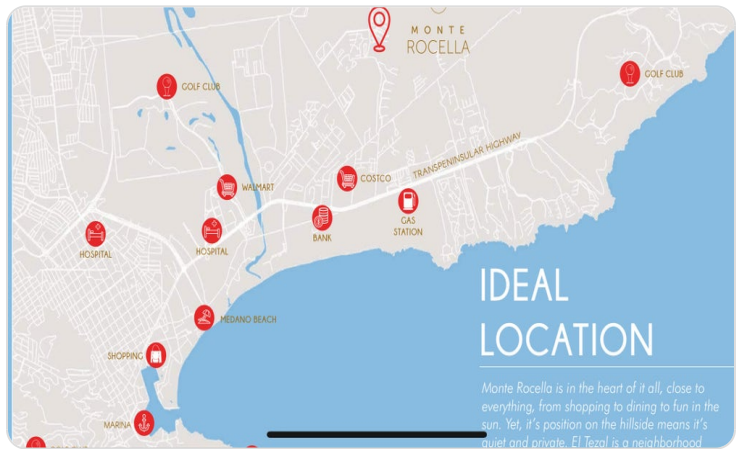 MONTE
ROCELLA
GOLF CLUB
GOLF CLUB
TRANSPENINSULAR HIGHWAY
COSTCO
WALMART
GAS
STATION
BANK
HOSPITAL
HOSPITAL
MEDANO BEACH
SHOPPING
MARINA
IDEAL
LOCATION
Monte Rocella is in the heart of it all, close to
everything, from shopping to dining to fun in the
sun. Yet, it's position on the hillside means it's
quiet and private. El Tezal is a neighborhood